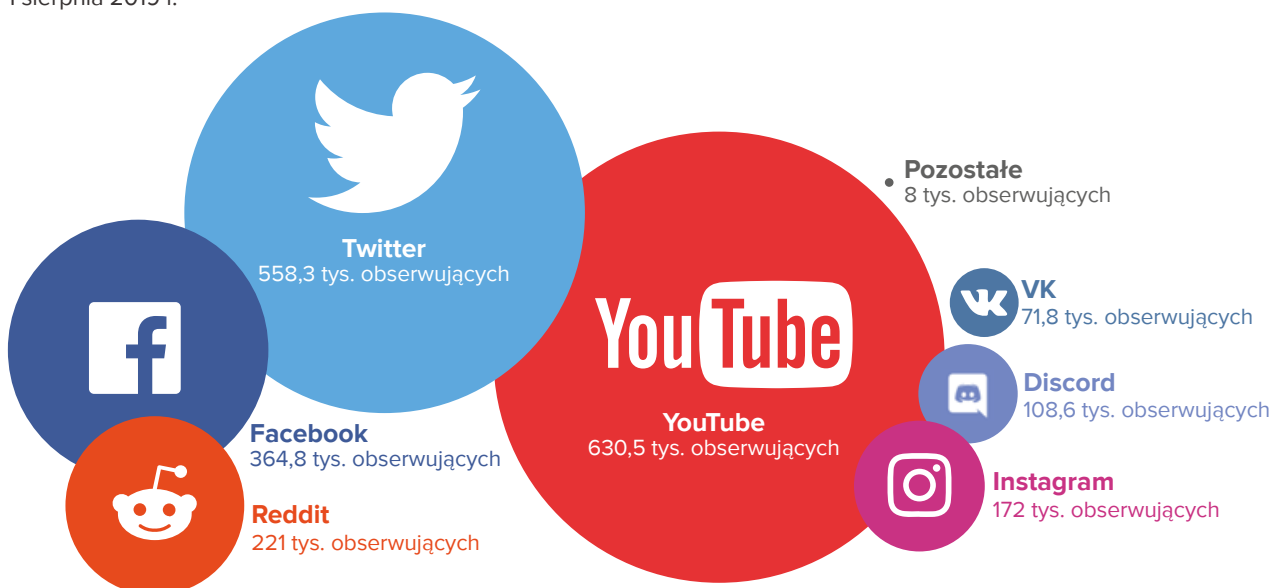 Twitter
558,3 tys. obserwujących
Pozostałe
8 tys. obserwujących
VK
71,8 tys. obserwujących
YouTube
YouTube
630,5 tys. obserwujących
Discord
108,6 tys. obserwujących
Facebook
364,8 tys. obserwujących
Instagram
172 tys. obserwujących
Reddit
221 tys. obserwujących